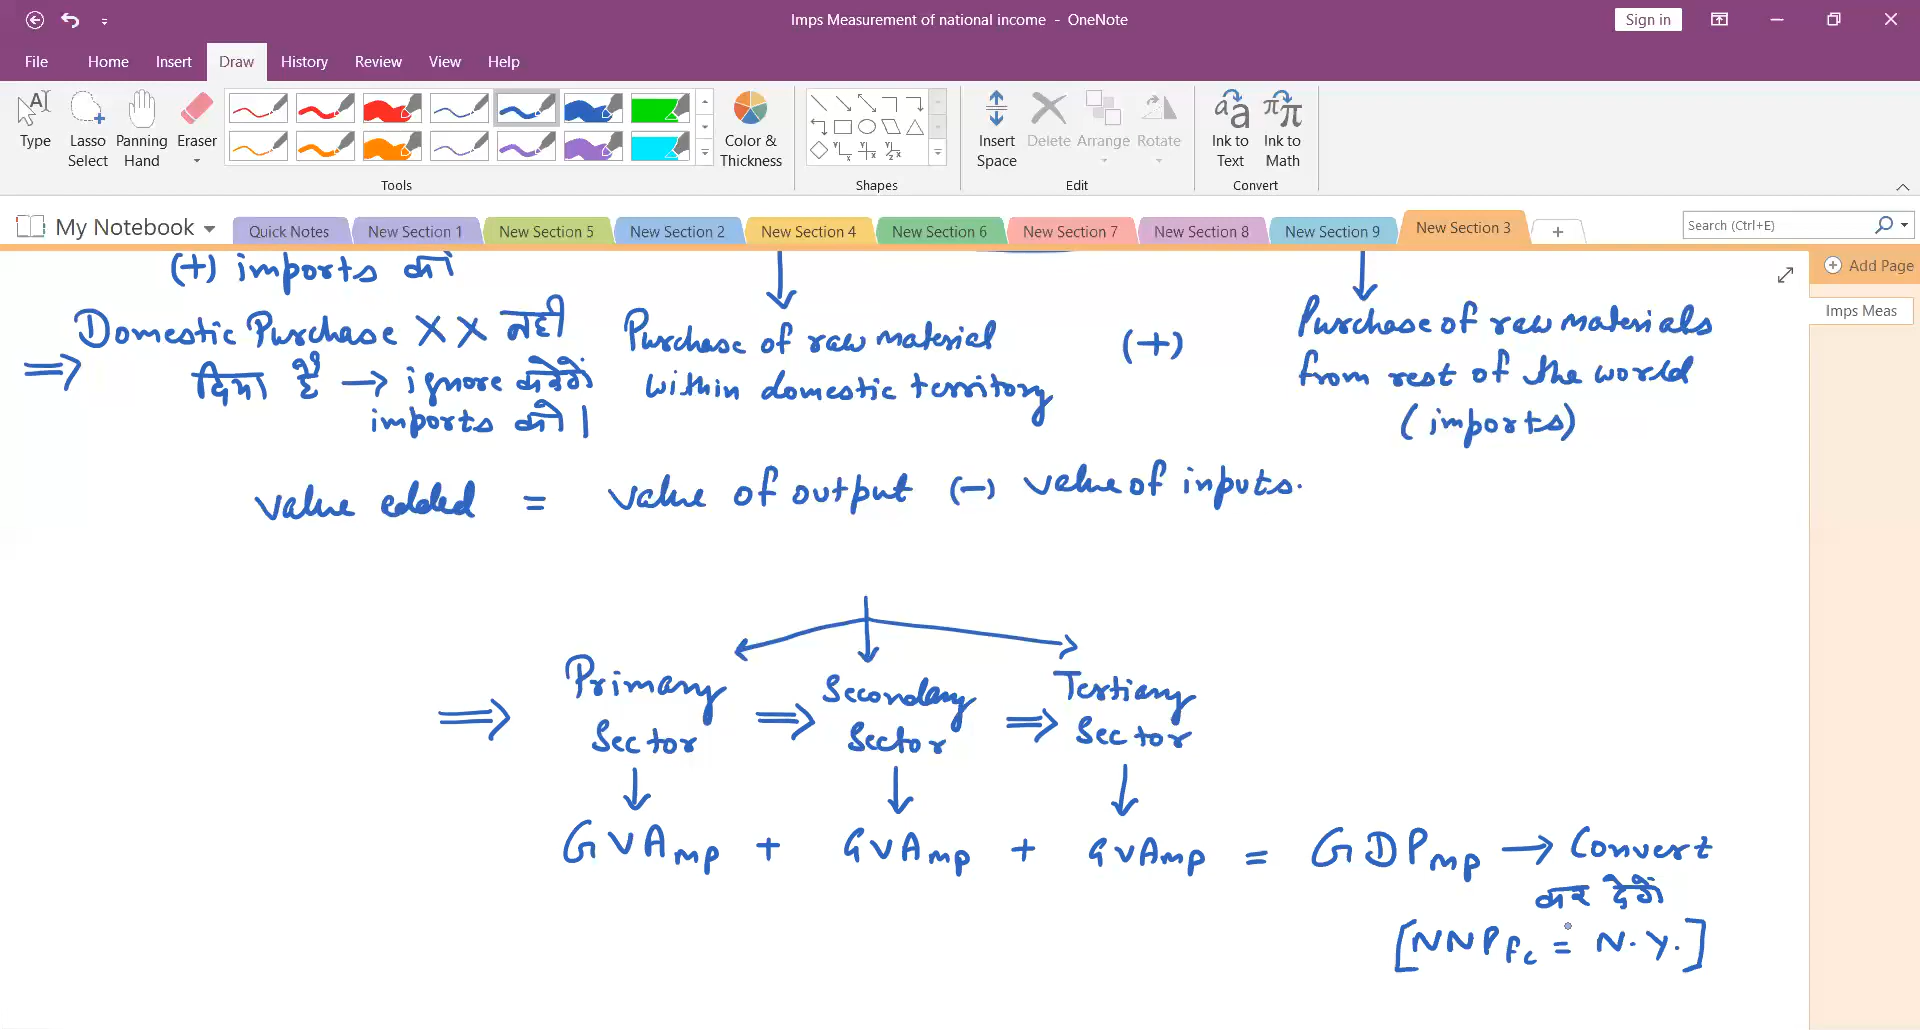 Imps Measurement of national income - OneNote
Sign in
File Home Insert Draw History Review View Help
Type
Lasso Select
Panning Hand
Eraser
Color & Thickness
Insert Space
Delete
Arrange
Rotate
Ink to Text
Ink to Math
Tools
Shapes
Edit
Convert
My Notebook
Quick Notes
New Section 1
New Section 5
New Section 2
New Section 4
New Section 6
New Section 7
New Section 8
New Section 9
New Section 3
+
Search (Ctrl+E)
Add Page
Imps Meas
(+) imports को
⇒ Domestic Purchase X X नही
दिया है → ignore करेंगे
imports को ।
Purchase of raw material
within domestic territory
(+)
Purchase of raw materials
from rest of the world
(imports)
value added = value of output (-) value of inputs.
⇒ Primary Sector ⇒ Secondary Sector ⇒ Tertiary Sector
GVAmp + GVAmp + GVAmp = GDPmp → Convert
कर देंगे
[NNPfc = N.Y.]